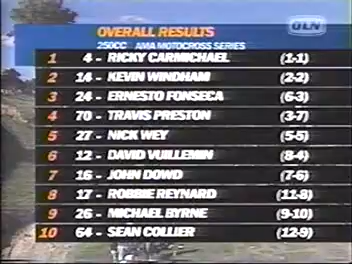 OVERALL RESULTS
OLN
250CC AMA MOTOCROSS SERIES
1 4 - RICKY CARMICHAEL (1-1)
2 14 - KEVIN WINDHAM (2-2)
3 24 - ERNESTO FONSECA (6-3)
4 70 - TRAVIS PRESTON (3-7)
5 27 - NICK WEY (5-5)
6 12 - DAVID VUILLEMIN (8-4)
7 16 - JOHN DOWD (7-6)
8 17 - ROBBIE REYNARD (11-8)
9 26 - MICHAEL BYRNE (9-10)
10 64 - SEAN COLLIER (12-9)